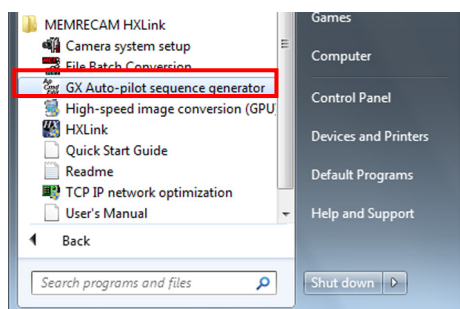 MEMRECAM HXLink
Camera system setup
File Batch Conversion
GX Auto-pilot sequence generator
High-speed image conversion (GPU
HXLink
Quick Start Guide
Readme
TCP IP network optimization
User's Manual
Back
Search programs and files
Games
Computer
Control Panel
Devices and Printers
Default Programs
Help and Support
Shut down